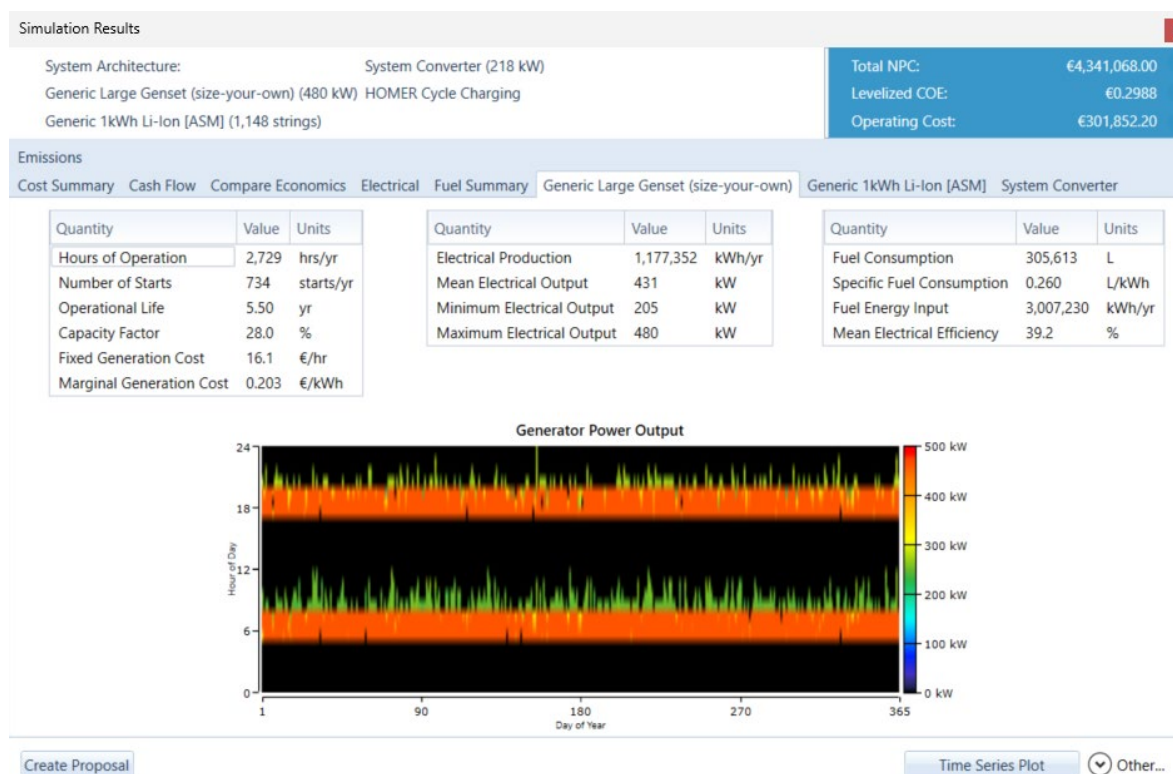 Simulation Results
System Architecture: System Converter (218 kW)
Generic Large Genset (size-your-own) (480 kW) HOMER Cycle Charging
Generic 1kWh Li-Ion [ASM] (1,148 strings)
Total NPC: €4,341,068.00
Levelized COE: €0.2988
Operating Cost: €301,852.20
Emissions
Cost Summary Cash Flow Compare Economics Electrical Fuel Summary Generic Large Genset (size-your-own) Generic 1kWh Li-Ion [ASM] System Converter
Quantity Value Units
Hours of Operation 2,729 hrs/yr
Number of Starts 734 starts/yr
Operational Life 5.50 yr
Capacity Factor 28.0 %
Fixed Generation Cost 16.1 €/hr
Marginal Generation Cost 0.203 €/kWh
Quantity Value Units
Electrical Production 1,177,352 kWh/yr
Mean Electrical Output 431 kW
Minimum Electrical Output 205 kW
Maximum Electrical Output 480 kW
Quantity Value Units
Fuel Consumption 305,613 L
Specific Fuel Consumption 0.260 L/kWh
Fuel Energy Input 3,007,230 kWh/yr
Mean Electrical Efficiency 39.2 %
Generator Power Output
Hour of Day
24
18
12
6
0
1 90 180 270 365
Day of Year
500 kW
400 kW
300 kW
200 kW
100 kW
0 kW
Create Proposal Time Series Plot Other...